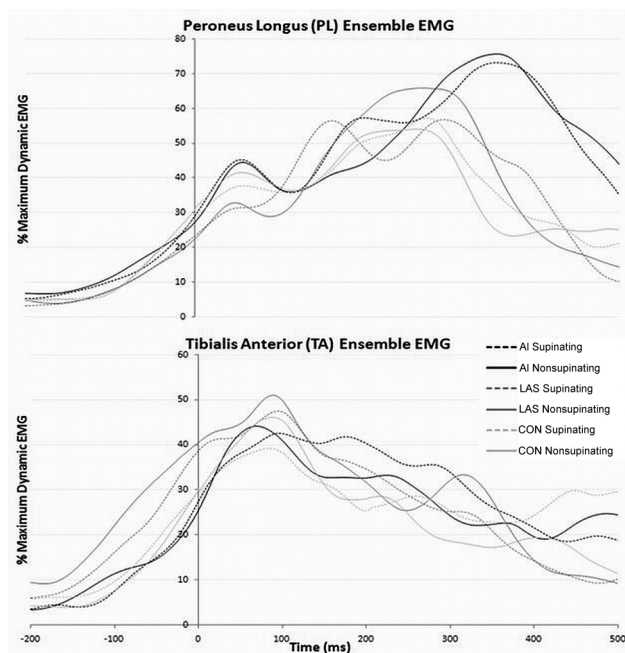 Peroneus Longus (PL) Ensemble EMG
80
70
60
50
40
30
20
10
0
% Maximum Dynamic EMG
Tibialis Anterior (TA) Ensemble EMG
60
50
40
30
20
10
0
% Maximum Dynamic EMG
AI Supinating
AI Nonsupinating
LAS Supinating
LAS Nonsupinating
CON Supinating
CON Nonsupinating
-200 -100 0 100 200 300 400 500
Time (ms)